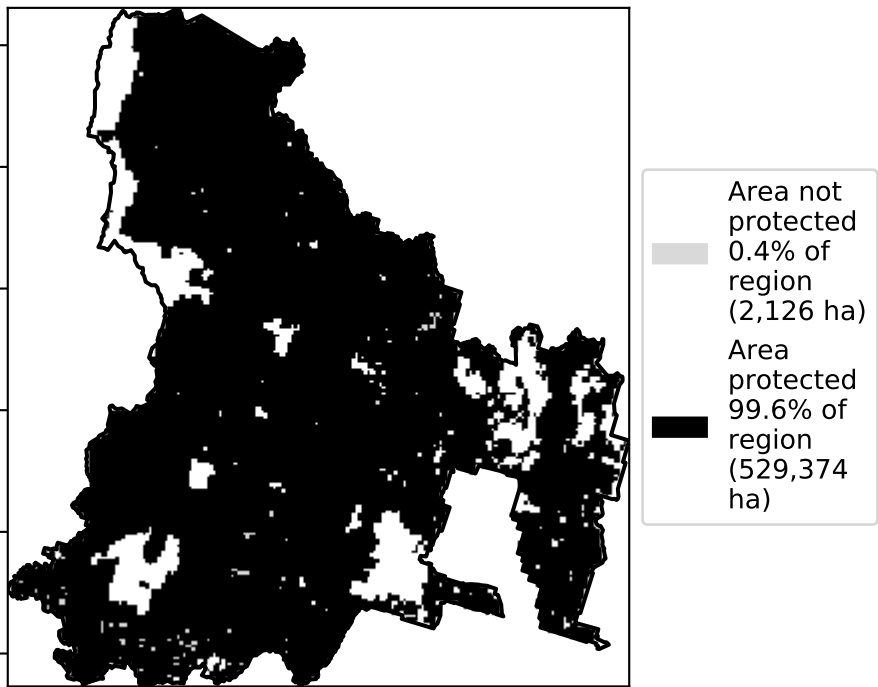 Area not
protected
0.4% of
region
(2,126 ha)
Area
protected
99.6% of
region
(529,374
ha)